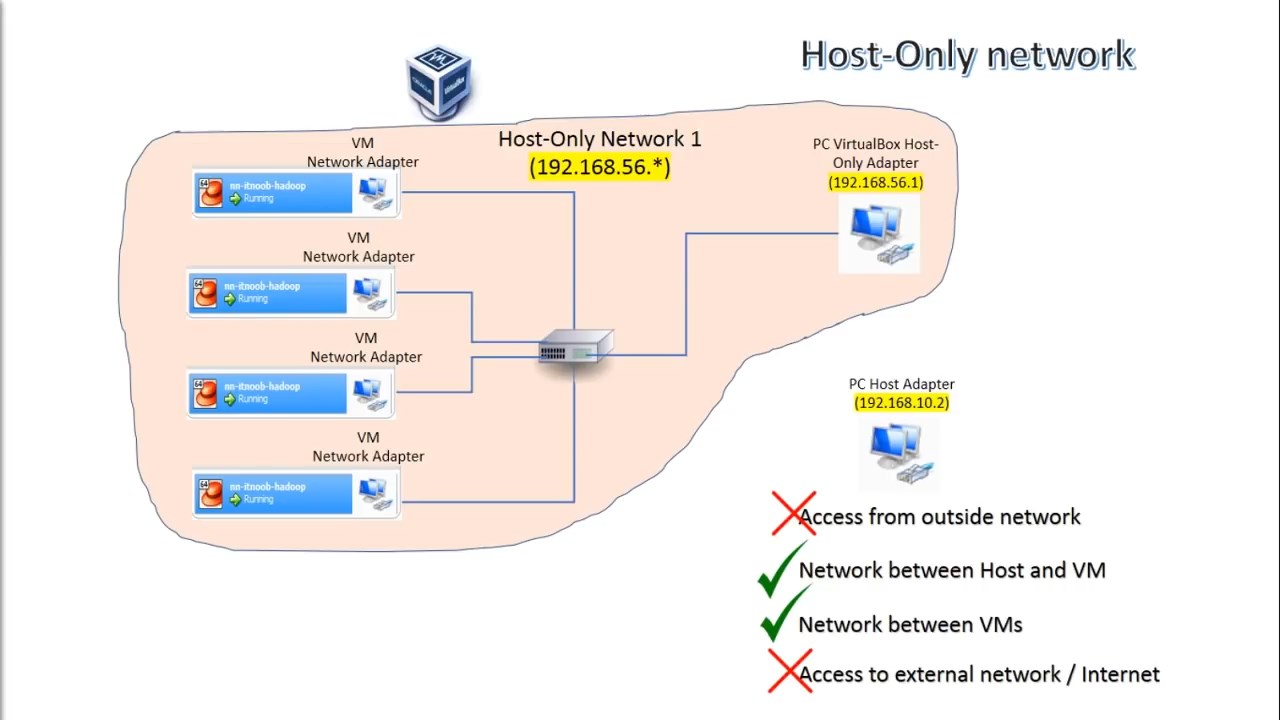 Host-Only network
Host-Only Network 1
(192.168.56.*)
VM
Network Adapter
64
nn-itnoob-hadoop
Running
VM
Network Adapter
64
nn-itnoob-hadoop
Running
VM
Network Adapter
64
nn-itnoob-hadoop
Running
VM
Network Adapter
64
nn-itnoob-hadoop
Running
PC VirtualBox Host-
Only Adapter
(192.168.56.1)
PC Host Adapter
(192.168.10.2)
Access from outside network
Network between Host and VM
Network between VMs
Access to external network / Internet